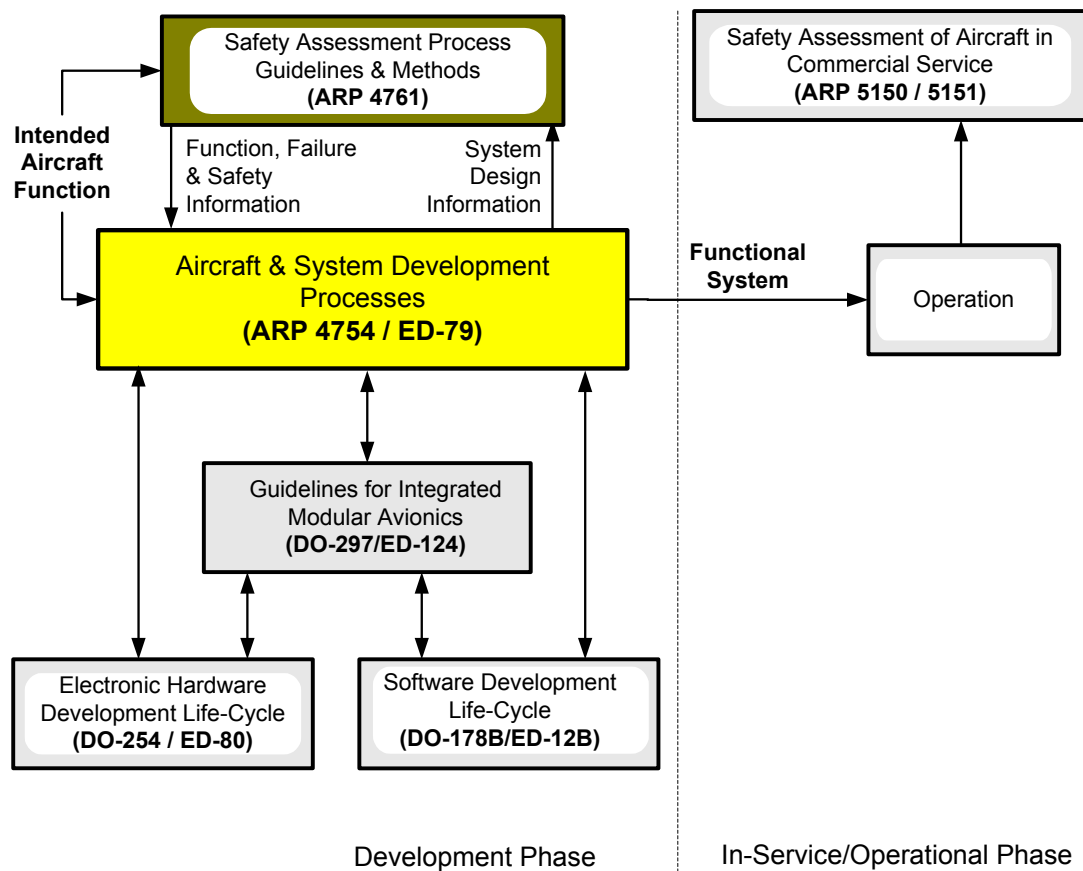 Safety Assessment Process
Guidelines & Methods
(ARP 4761)
Safety Assessment of Aircraft in
Commercial Service
(ARP 5150 / 5151)
Intended
Aircraft
Function
Function, Failure
& Safety
Information
System
Design
Information
Aircraft & System Development
Processes
(ARP 4754 / ED-79)
Functional
System
Operation
Guidelines for Integrated
Modular Avionics
(DO-297/ED-124)
Electronic Hardware
Development Life-Cycle
(DO-254 / ED-80)
Software Development
Life-Cycle
(DO-178B/ED-12B)
Development Phase
In-Service/Operational Phase